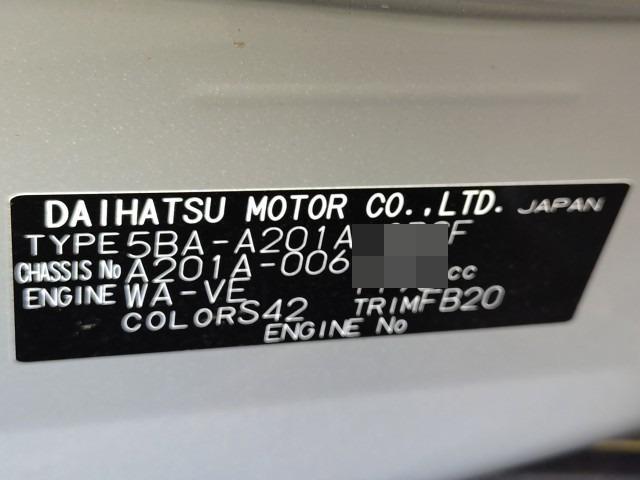 DAIHATSU MOTOR CO.,LTD. JAPAN
TYPE 5BA-A201A
CHASSIS No A201A-006
ENGINE WA-VE cc
COLOR S42 TRIM FB20
ENGINE No